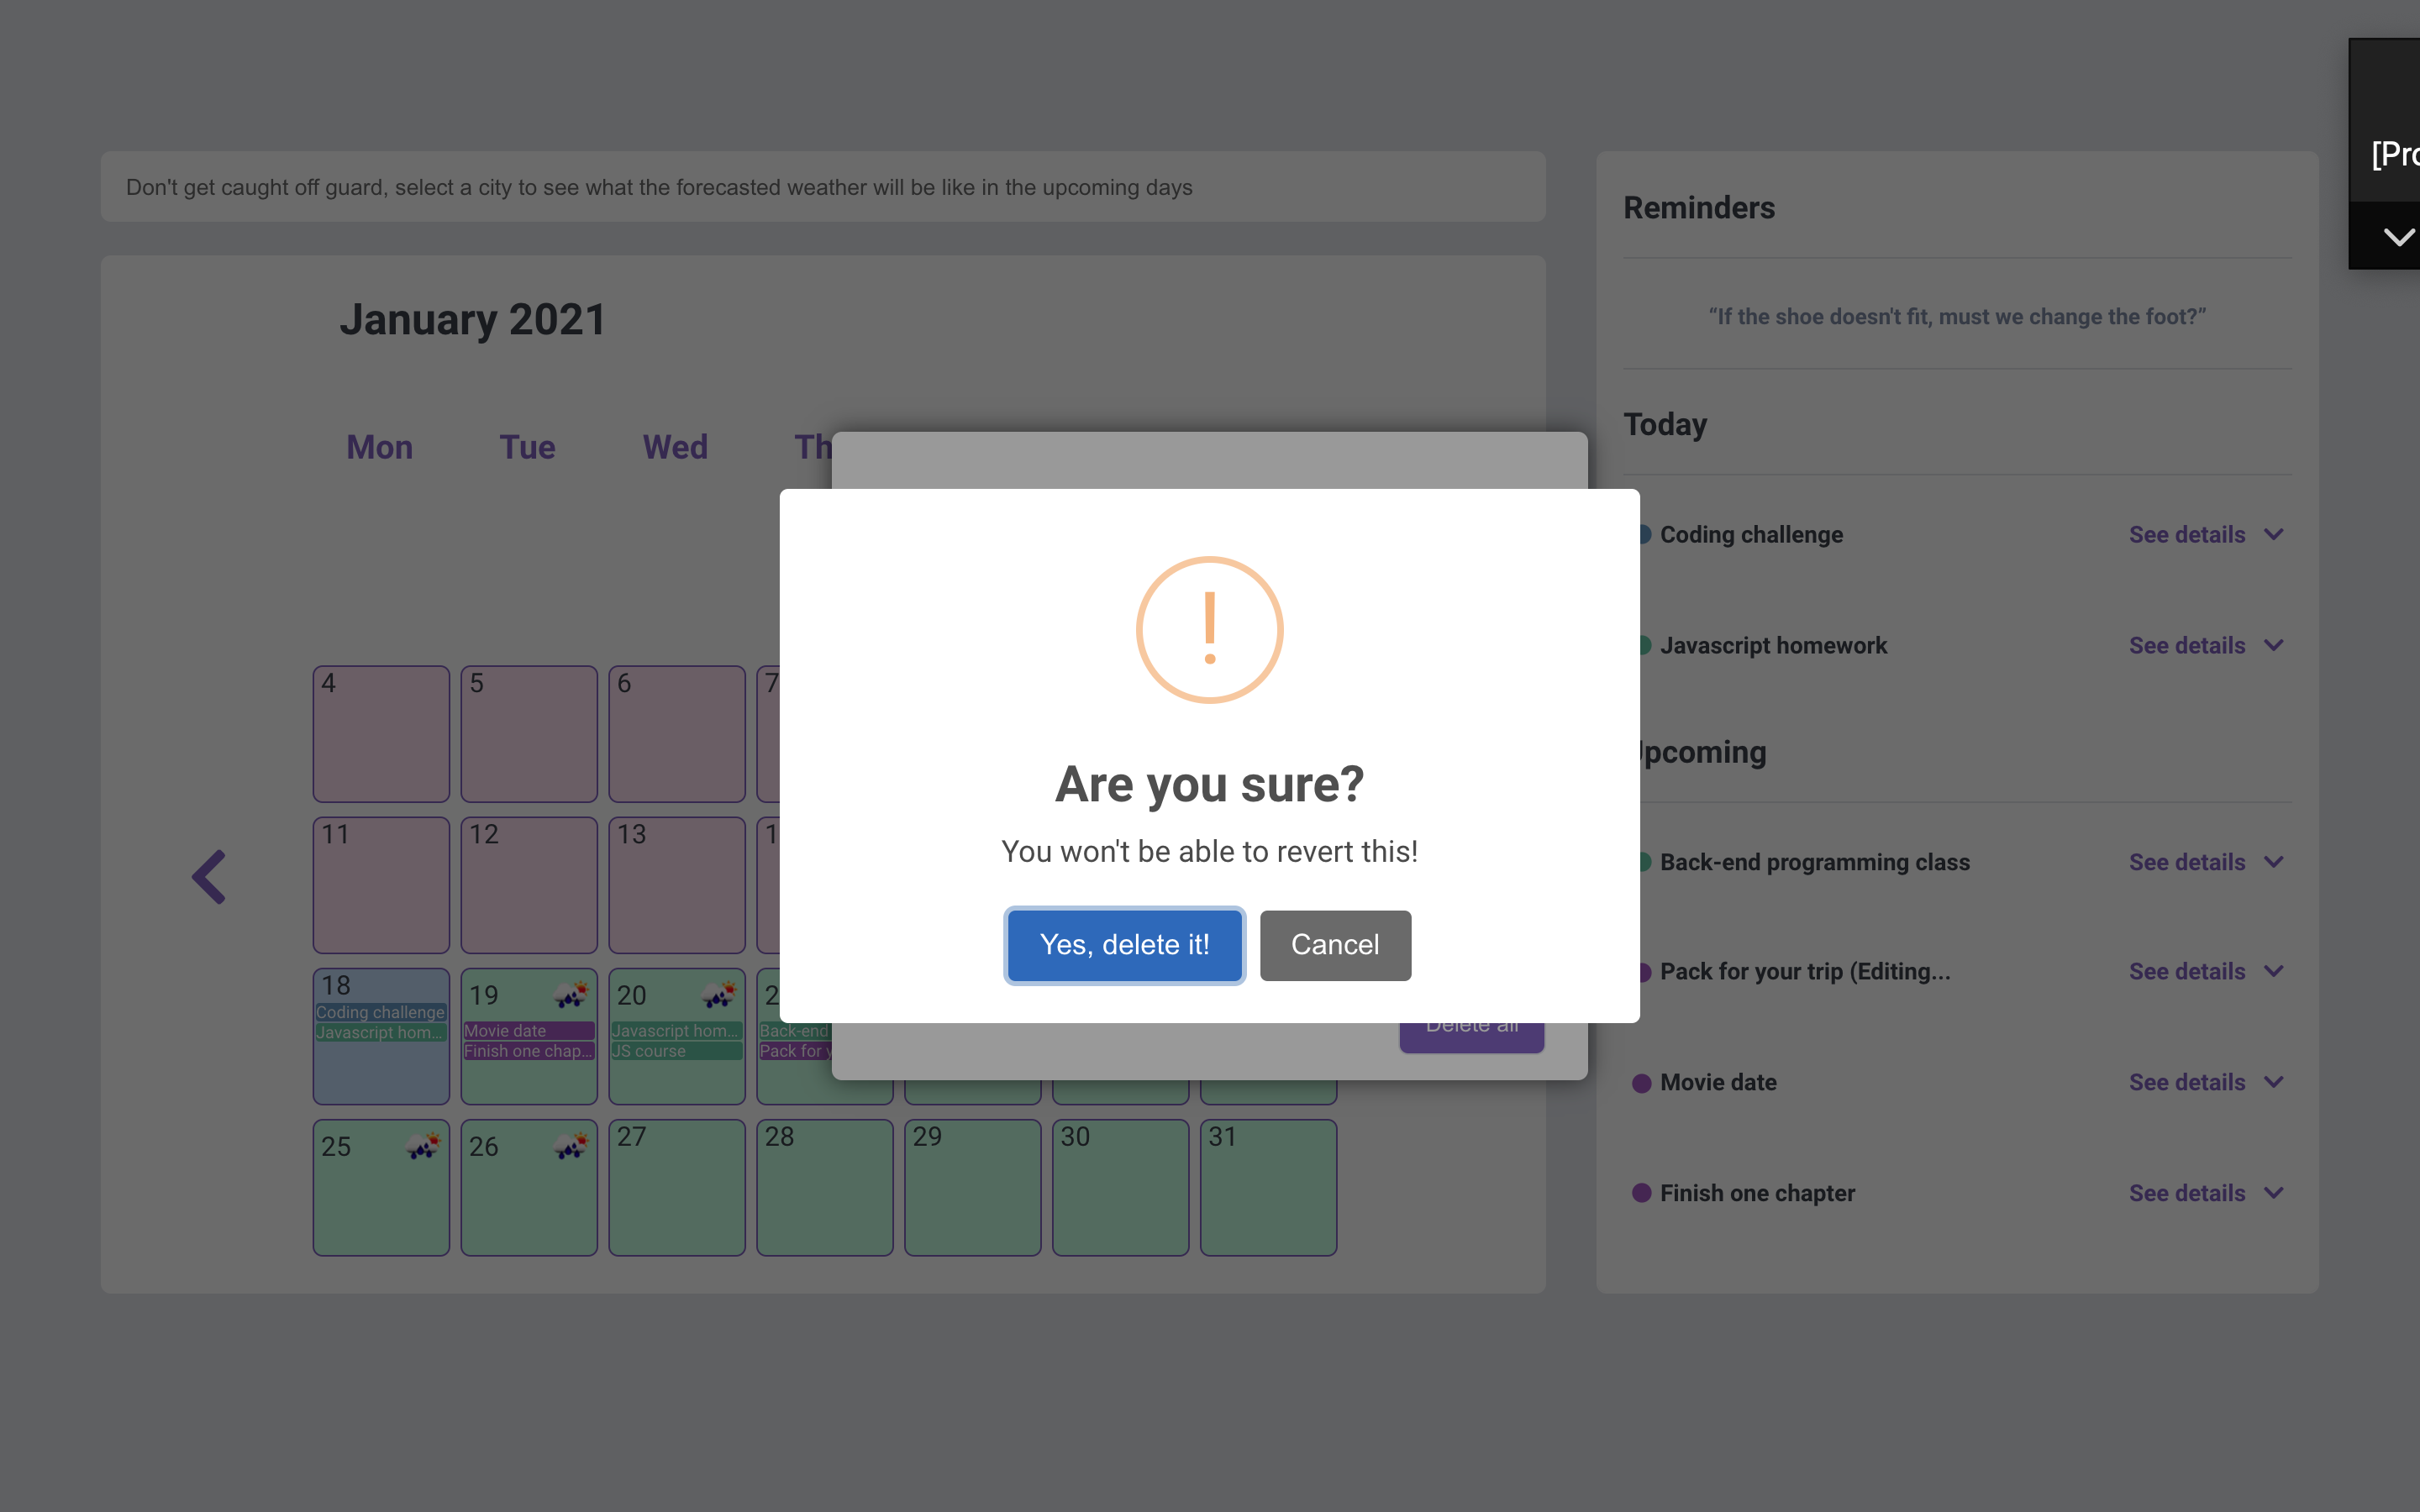 [Pro
Don't get caught off guard, select a city to see what the forecasted weather will be like in the upcoming days
January 2021
Mon Tue Wed Th
4 5 6 7
11 12 13 1
18 19 20 2
Coding challenge Movie date Javascript hom... Back-end
Javascript hom... Finish one chap... JS course Pack for y
25 26 27 28 29 30 31
Are you sure?
You won't be able to revert this!
Yes, delete it! Cancel
Delete all
Reminders
“If the shoe doesn't fit, must we change the foot?”
Today
Coding challenge See details
Javascript homework See details
pcoming
Back-end programming class See details
Pack for your trip (Editing... See details
Movie date See details
Finish one chapter See details